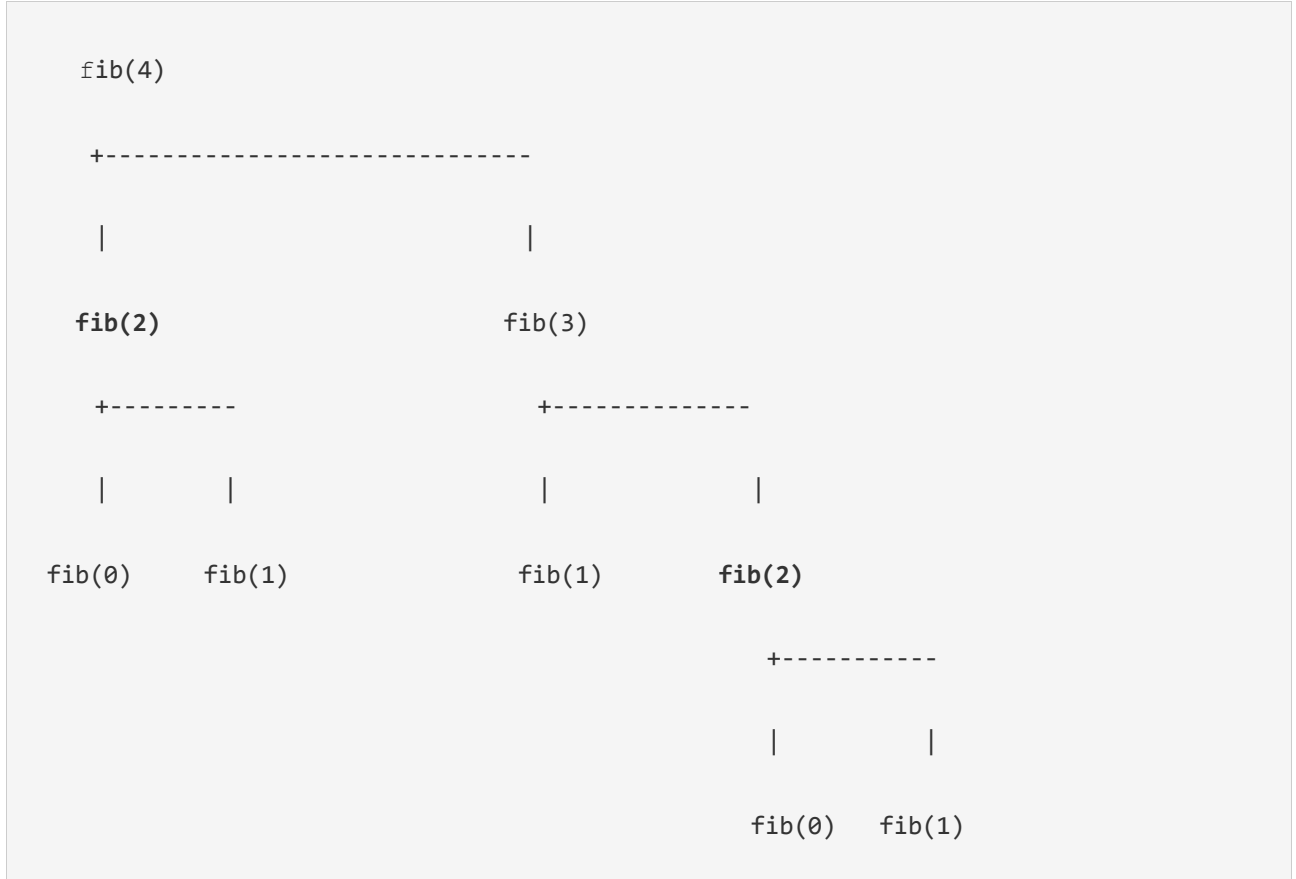 fib(4)
+------------------------------
| |
fib(2) fib(3)
+--------- +--------------
| | | |
fib(0) fib(1) fib(1) fib(2)
+-----------
| |
fib(0) fib(1)